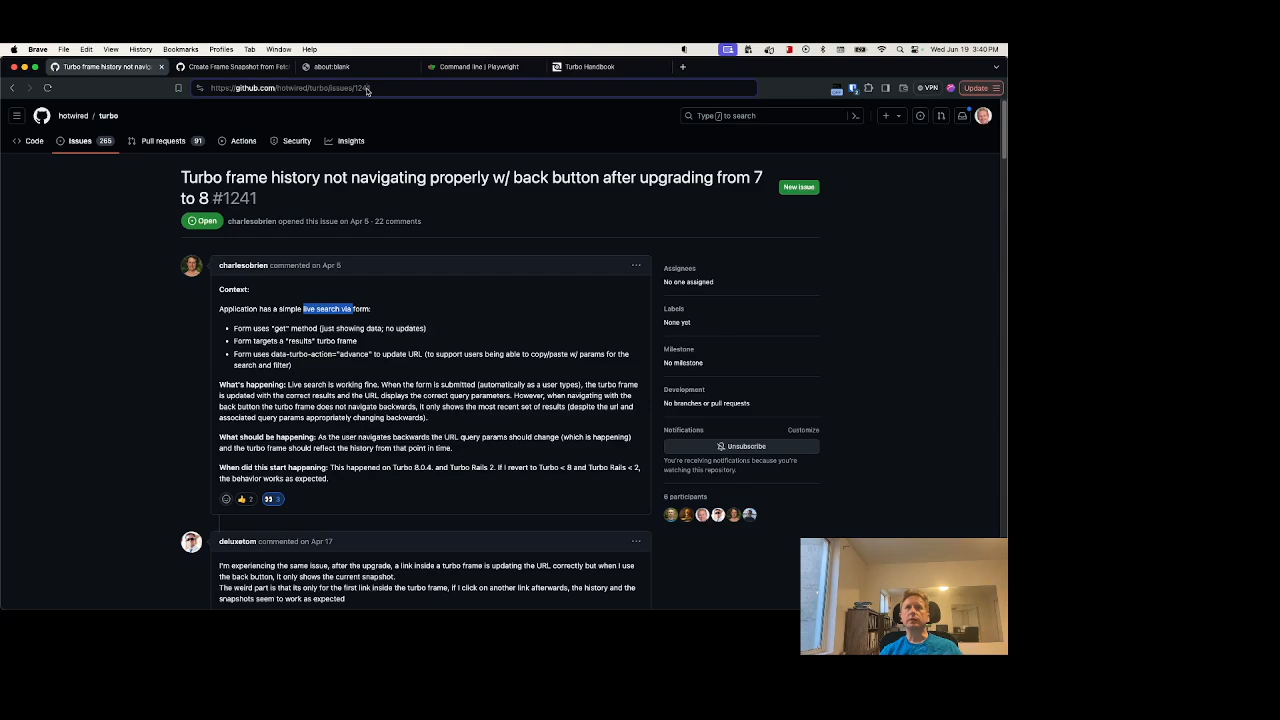 Brave File Edit View History Bookmarks Profiles Tab Window Help
Wed Jun 19 3:40 PM
Turbo frame history not navig
Create Frame Snapshot from Fetc
about:blank
Command line | Playwright
Turbo Handbook
https://github.com/hotwired/turbo/issues/1241
VPN
Update
hotwired / turbo
Type / to search
Code
Issues 265
Pull requests 91
Actions
Security
Insights
Turbo frame history not navigating properly w/ back button after upgrading from 7
to 8 #1241
New issue
Open
charlesobrien opened this issue on Apr 5 · 22 comments
charlesobrien commented on Apr 5
Context:
Application has a simple live search via form:
• Form uses "get" method (just showing data; no updates)
• Form targets a "results" turbo frame
• Form uses data-turbo-action="advance" to update URL (to support users being able to copy/paste w/ params for the
search and filter)
What's happening: Live search is working fine. When the form is submitted (automatically as a user types), the turbo frame
is updated with the correct results and the URL displays the correct query parameters. However, when navigating with the
back button the turbo frame does not navigate backwards, it only shows the most recent set of results (despite the url and
associated query params appropriately changing backwards).
What should be happening: As the user navigates backwards the URL query params should change (which is happening)
and the turbo frame should reflect the history from that point in time.
When did this start happening: This happened on Turbo 8.0.4. and Turbo Rails 2. If I revert to Turbo < 8 and Turbo Rails < 2,
the behavior works as expected.
👍 2
👀 3
Assignees
No one assigned
Labels
None yet
Milestone
No milestone
Development
No branches or pull requests
Notifications
Customize
Unsubscribe
You're receiving notifications because you're
watching this repository.
6 participants
deluxetom commented on Apr 17
I'm experiencing the same issue, after the upgrade, a link inside a turbo frame is updating the URL correctly but when I use
the back button, it only shows the current snapshot.
The weird part is that its only for the first link inside the turbo frame, if I click on another link afterwards, the history and the
snapshots seem to work as expected